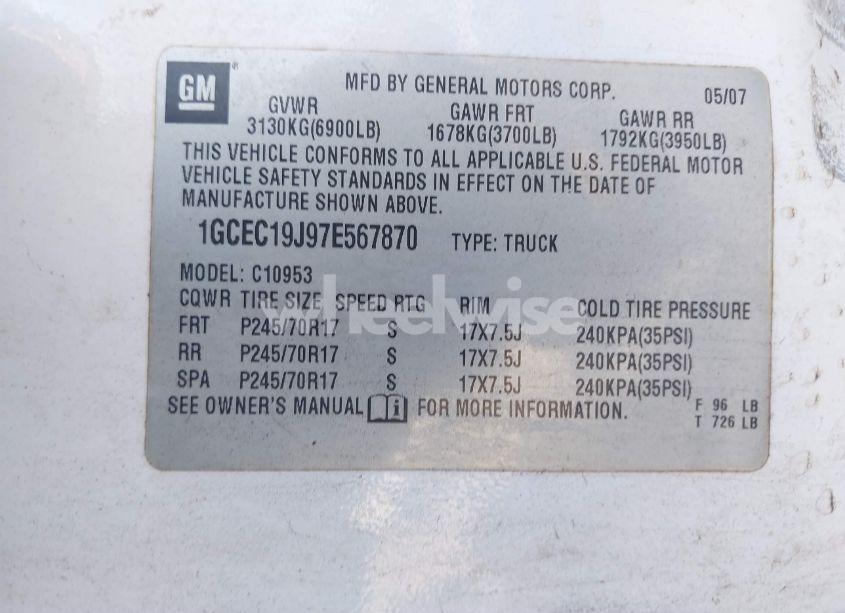 GM
MFD BY GENERAL MOTORS CORP. 05/07
GVWR GAWR FRT GAWR RR
3130KG(6900LB) 1678KG(3700LB) 1792KG(3950LB)
THIS VEHICLE CONFORMS TO ALL APPLICABLE U.S. FEDERAL MOTOR
VEHICLE SAFETY STANDARDS IN EFFECT ON THE DATE OF
MANUFACTURE SHOWN ABOVE.
1GCEC19J97E567870 TYPE: TRUCK
MODEL: C10953
CQWR TIRE SIZE SPEED RTG RIM COLD TIRE PRESSURE
FRT P245/70R17 S 17X7.5J 240KPA(35PSI)
RR P245/70R17 S 17X7.5J 240KPA(35PSI)
SPA P245/70R17 S 17X7.5J 240KPA(35PSI)
SEE OWNER'S MANUAL i FOR MORE INFORMATION.
F 96 LB
T 726 LB
wheelwise